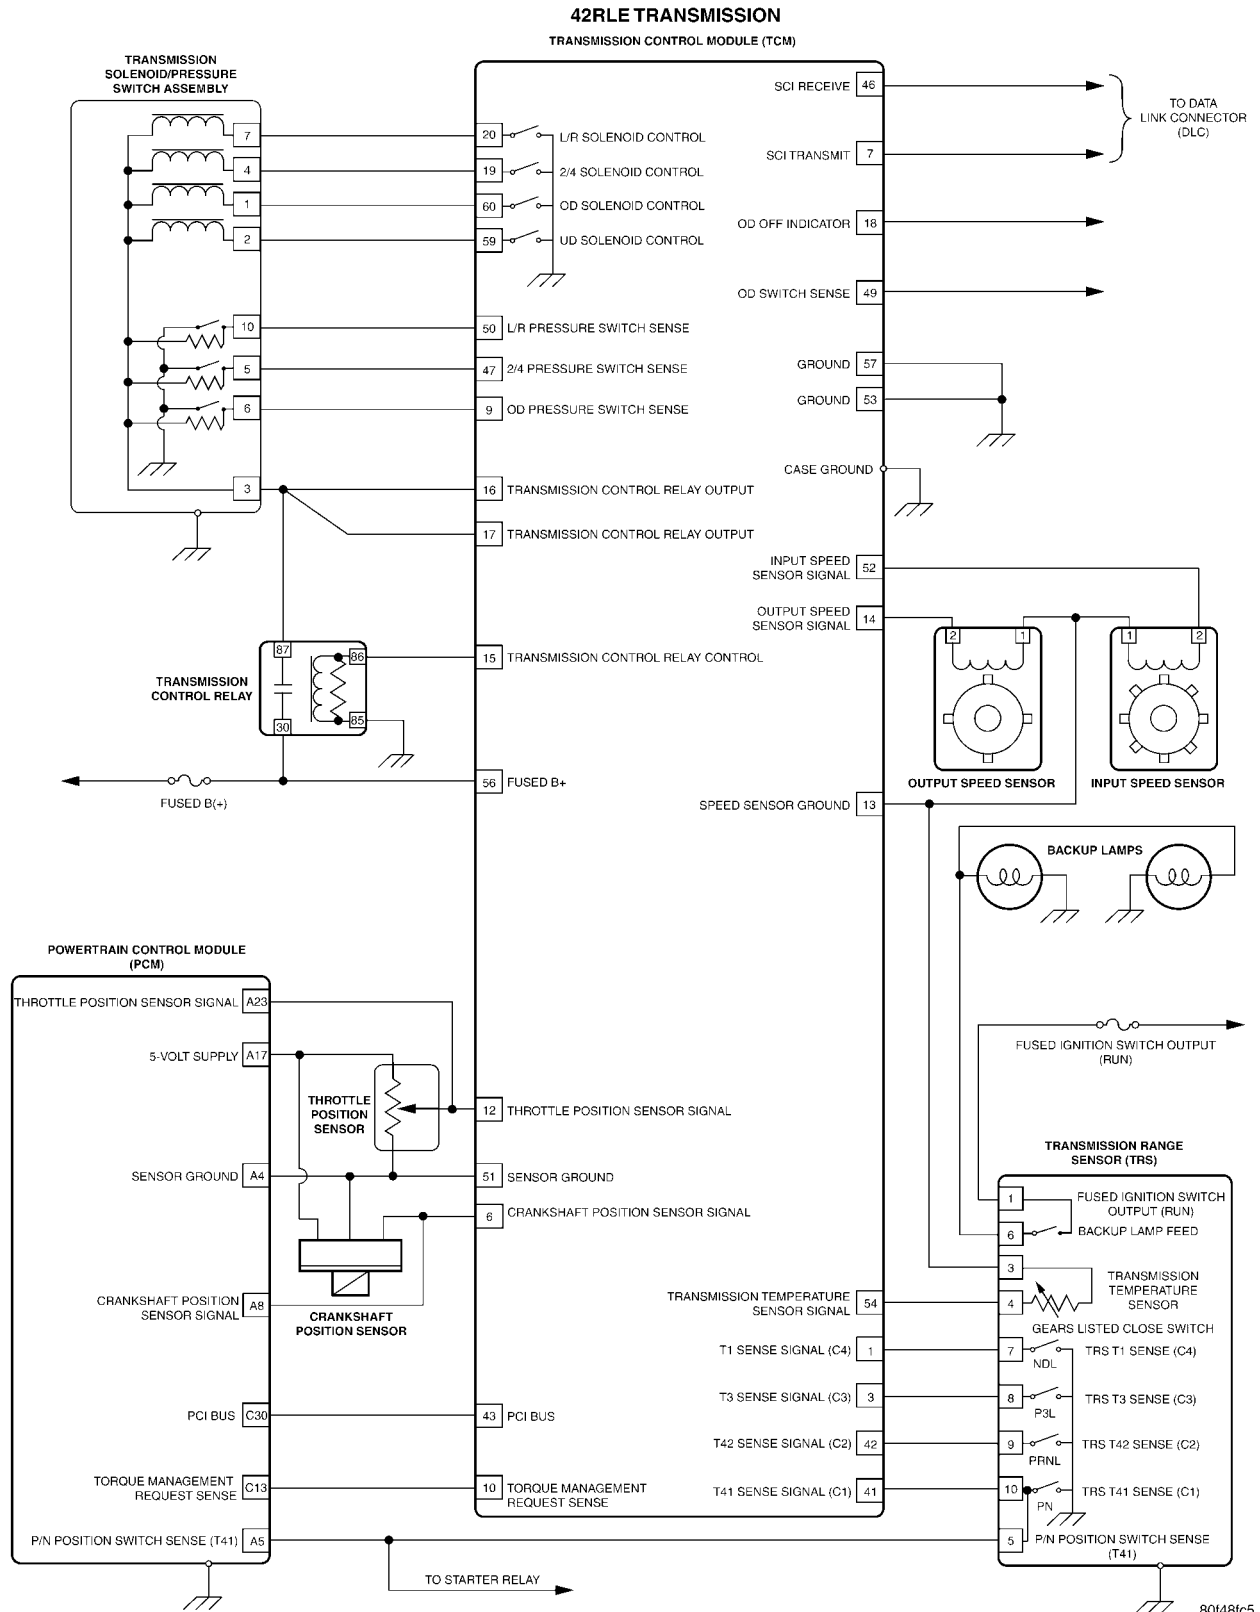 42RLE TRANSMISSION
TRANSMISSION CONTROL MODULE (TCM)
TRANSMISSION
SOLENOID/PRESSURE
SWITCH ASSEMBLY
7
4
1
2
10
5
6
3
20 L/R SOLENOID CONTROL
19 2/4 SOLENOID CONTROL
60 OD SOLENOID CONTROL
59 UD SOLENOID CONTROL
50 L/R PRESSURE SWITCH SENSE
47 2/4 PRESSURE SWITCH SENSE
9 OD PRESSURE SWITCH SENSE
16 TRANSMISSION CONTROL RELAY OUTPUT
17 TRANSMISSION CONTROL RELAY OUTPUT
15 TRANSMISSION CONTROL RELAY CONTROL
56 FUSED B+
SCI RECEIVE 46
SCI TRANSMIT 7
TO DATA
LINK CONNECTOR
(DLC)
OD OFF INDICATOR 18
OD SWITCH SENSE 49
GROUND 57
GROUND 53
CASE GROUND
INPUT SPEED
SENSOR SIGNAL 52
OUTPUT SPEED
SENSOR SIGNAL 14
2 1
1 2
OUTPUT SPEED SENSOR
INPUT SPEED SENSOR
SPEED SENSOR GROUND 13
87
86
TRANSMISSION
CONTROL RELAY
30
85
FUSED B(+)
BACKUP LAMPS
FUSED IGNITION SWITCH OUTPUT
(RUN)
POWERTRAIN CONTROL MODULE
(PCM)
THROTTLE POSITION SENSOR SIGNAL A23
5-VOLT SUPPLY A17
THROTTLE
POSITION
SENSOR
12 THROTTLE POSITION SENSOR SIGNAL
SENSOR GROUND A4
51 SENSOR GROUND
6 CRANKSHAFT POSITION SENSOR SIGNAL
CRANKSHAFT POSITION
SENSOR SIGNAL A8
CRANKSHAFT
POSITION SENSOR
PCI BUS C30
43 PCI BUS
TORQUE MANAGEMENT
REQUEST SENSE C13
10 TORQUE MANAGEMENT
REQUEST SENSE
P/N POSITION SWITCH SENSE (T41) A5
TO STARTER RELAY
TRANSMISSION TEMPERATURE
SENSOR SIGNAL 54
T1 SENSE SIGNAL (C4) 1
T3 SENSE SIGNAL (C3) 3
T42 SENSE SIGNAL (C2) 42
T41 SENSE SIGNAL (C1) 41
TRANSMISSION RANGE
SENSOR (TRS)
1 FUSED IGNITION SWITCH
OUTPUT (RUN)
6 BACKUP LAMP FEED
3
TRANSMISSION
TEMPERATURE
SENSOR
4
GEARS LISTED CLOSE SWITCH
7 TRS T1 SENSE (C4)
NDL
8 TRS T3 SENSE (C3)
P3L
9 TRS T42 SENSE (C2)
PRNL
10 TRS T41 SENSE (C1)
PN
5 P/N POSITION SWITCH SENSE
(T41)
80f48fc5